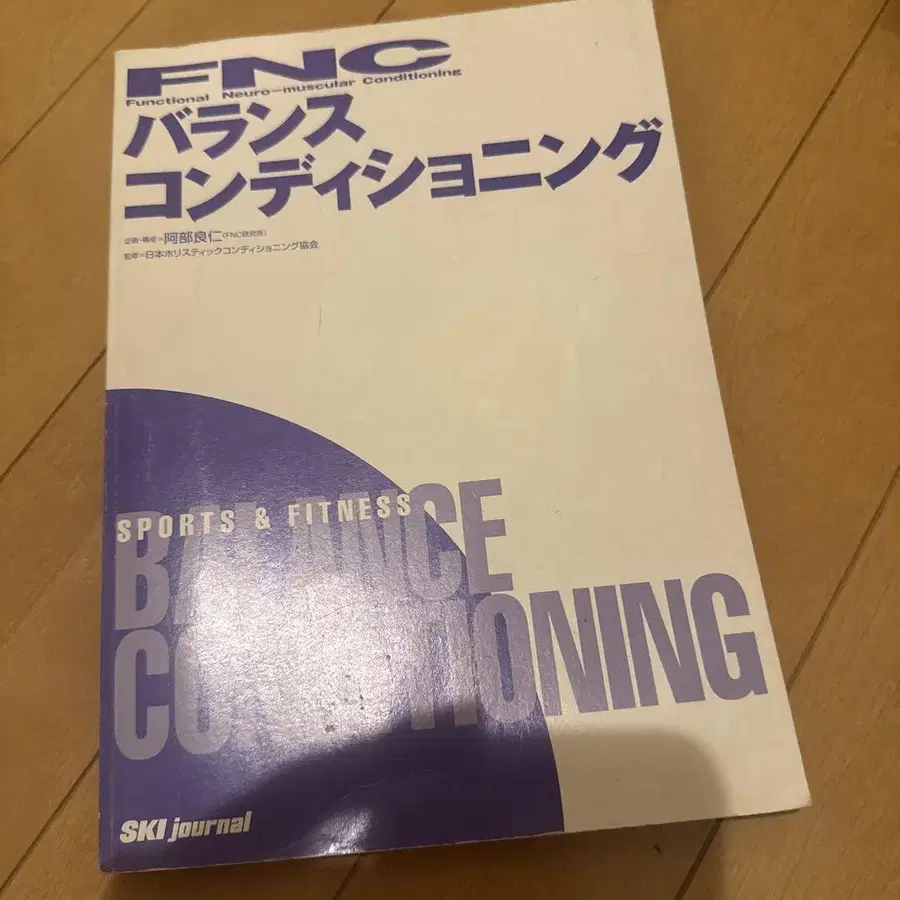 FNC
Functional Neuro-muscular Conditioning
バランス
コンディショニング
企画・構成=阿部良仁(FNC研究所)
監修=日本ホリスティックコンディショニング協会
SPORTS & FITNESS
BALANCE
CONDITIONING
SKI journal